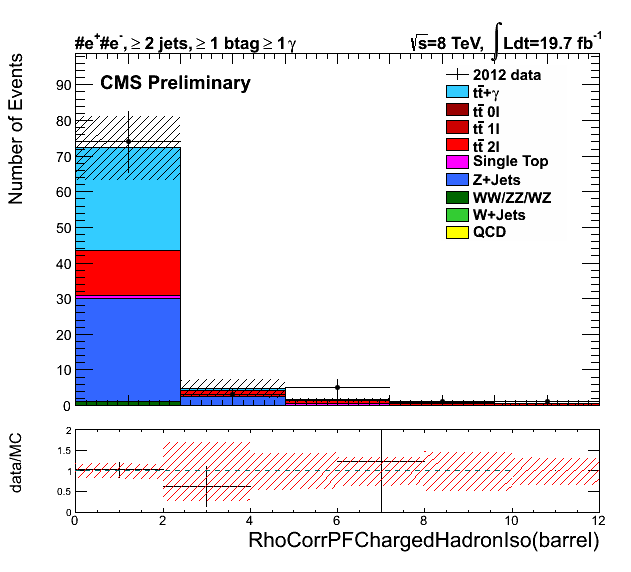 #e⁺#e⁻, ≥ 2 jets, ≥ 1 btag ≥ 1γ
√s=8 TeV, ∫Ldt=19.7 fb⁻¹
CMS Preliminary
Number of Events
90
80
70
60
50
40
30
20
10
0
2012 data
tt̄+γ
tt̄ 0l
tt̄ 1l
tt̄ 2l
Single Top
Z+Jets
WW/ZZ/WZ
W+Jets
QCD
data/MC
2
1.5
1
0.5
0
0 2 4 6 8 10 12
RhoCorrPFChargedHadronIso(barrel)